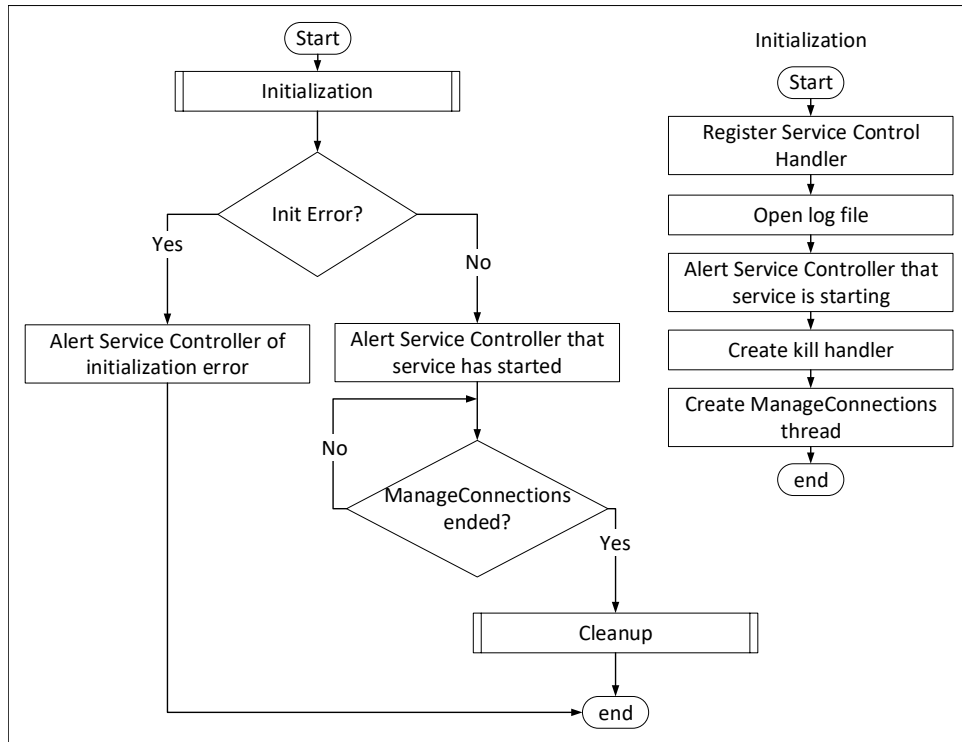 Start
Initialization
Init Error?
Yes
No
Alert Service Controller of
initialization error
Alert Service Controller that
service has started
No
ManageConnections
ended?
Yes
Cleanup
end
Initialization
Start
Register Service Control
Handler
Open log file
Alert Service Controller that
service is starting
Create kill handler
Create ManageConnections
thread
end